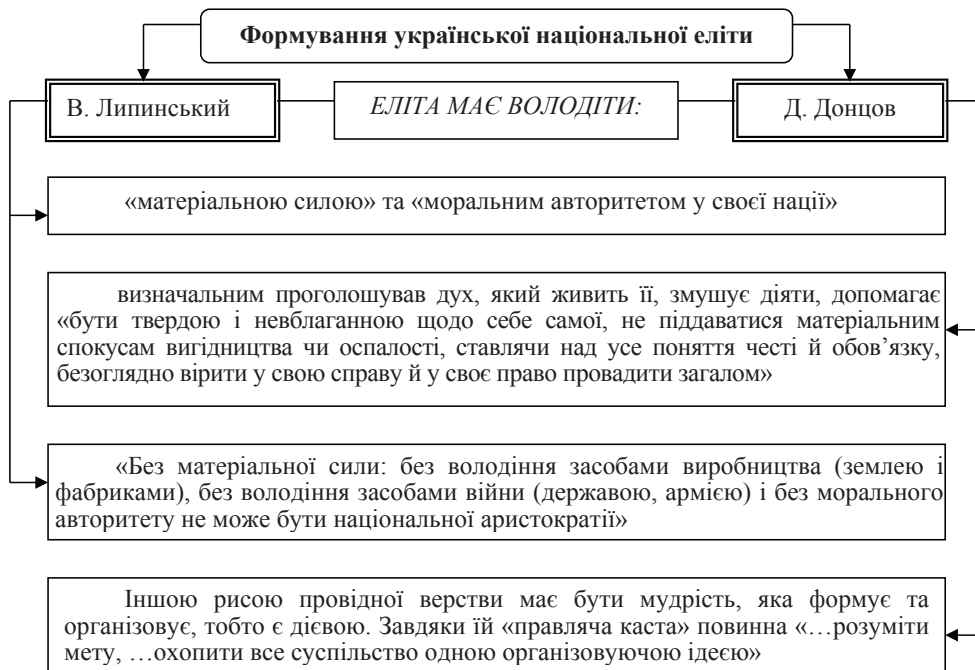 Формування української національної еліти
В. Липинський
ЕЛІТА МАЄ ВОЛОДІТИ:
Д. Донцов
«матеріальною силою» та «моральним авторитетом у своєї нації»
визначальним проголошував дух, який живить її, змушує діяти, допомагає
«бути твердою і невблаганною щодо себе самої, не піддаватися матеріальним
спокусам вигідництва чи оспалості, ставлячи над усе поняття честі й обов’язку,
безоглядно вірити у свою справу й у своє право провадити загалом»
«Без матеріальної сили: без володіння засобами виробництва (землею і
фабриками), без володіння засобами війни (державою, армією) і без морального
авторитету не може бути національної аристократії»
Іншою рисою провідної верстви має бути мудрість, яка формує та
організовує, тобто є дієвою. Завдяки їй «правляча каста» повинна «…розуміти
мету, …охопити все суспільство одною організовуючою ідеєю»